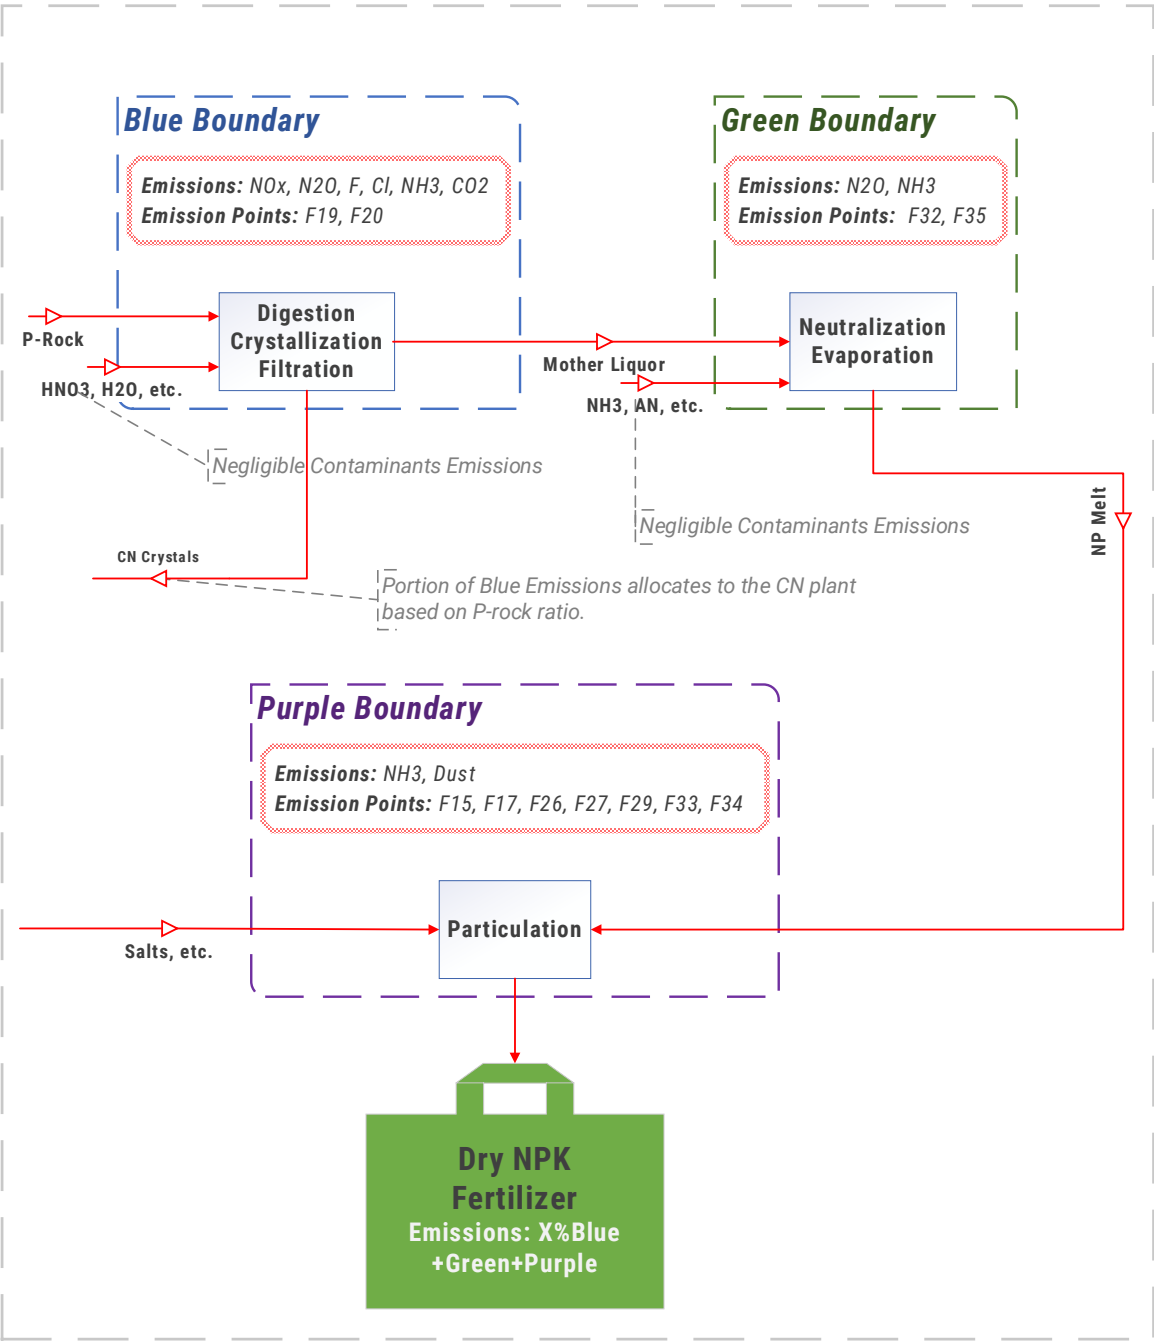 Blue Boundary
Emissions: NOx, N2O, F, Cl, NH3, CO2
Emission Points: F19, F20
Green Boundary
Emissions: N2O, NH3
Emission Points: F32, F35
P-Rock
HNO3, H2O, etc.
Digestion
Crystallization
Filtration
Mother Liquor
NH3, AN, etc.
Neutralization
Evaporation
Negligible Contaminants Emissions
Negligible Contaminants Emissions
NP Melt
CN Crystals
Portion of Blue Emissions allocates to the CN plant
based on P-rock ratio.
Purple Boundary
Emissions: NH3, Dust
Emission Points: F15, F17, F26, F27, F29, F33, F34
Salts, etc.
Particulation
Dry NPK
Fertilizer
Emissions: X%Blue
+Green+Purple